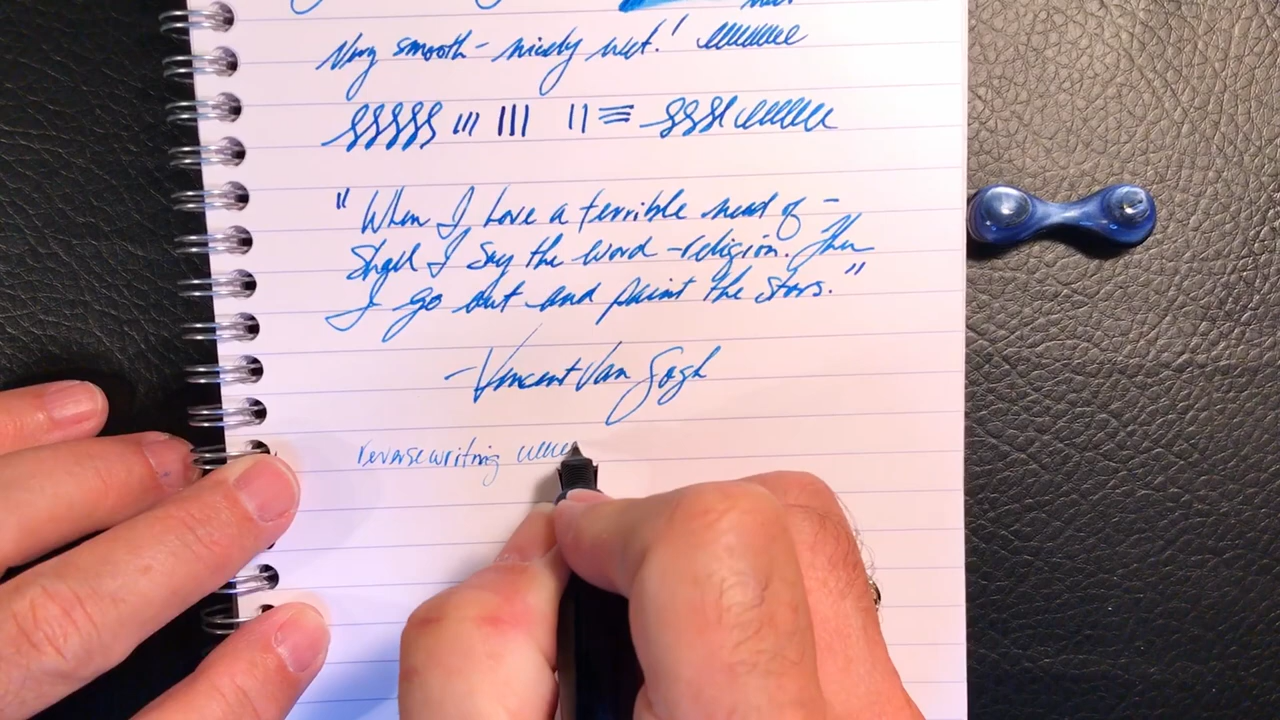 Very smooth - nicely wet!
"When I have a terrible need of -
Shall I say the word - religion. Then
I go out and paint the stars."
- Vincent Van Gogh
reverse writing